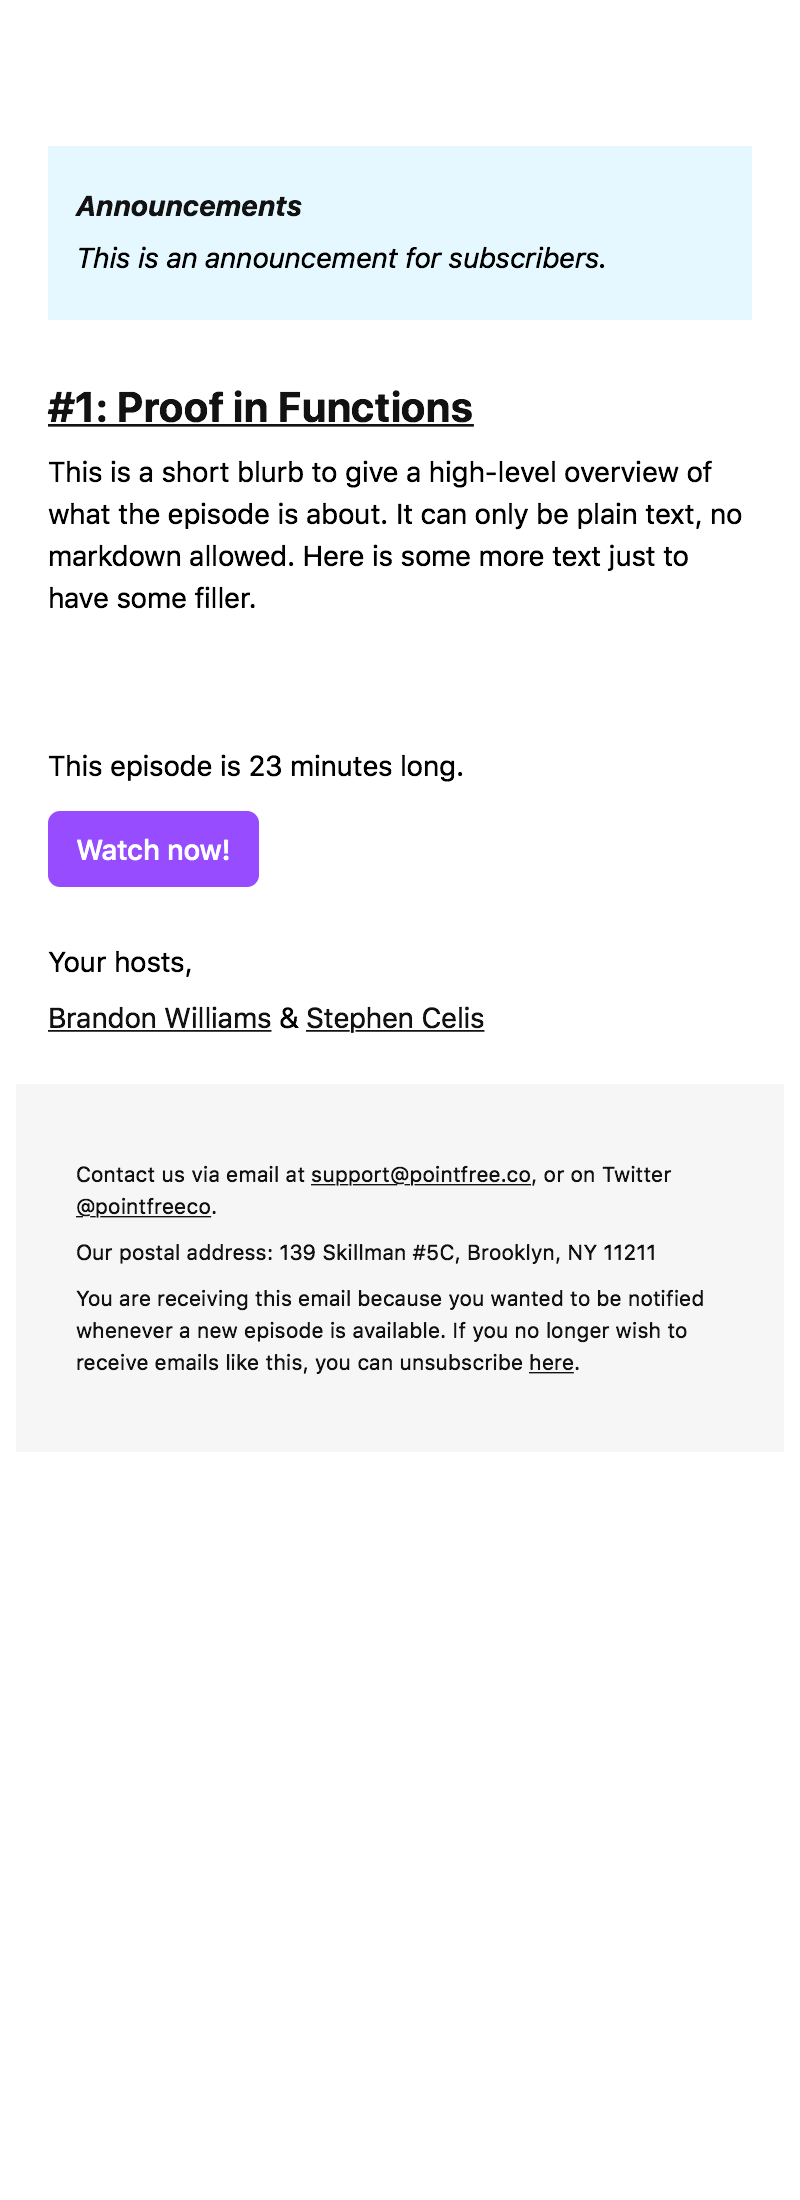 Announcements
This is an announcement for subscribers.
#1: Proof in Functions
This is a short blurb to give a high-level overview of
what the episode is about. It can only be plain text, no
markdown allowed. Here is some more text just to
have some filler.
This episode is 23 minutes long.
Watch now!
Your hosts,
Brandon Williams & Stephen Celis
Contact us via email at support@pointfree.co, or on Twitter
@pointfreeco.
Our postal address: 139 Skillman #5C, Brooklyn, NY 11211
You are receiving this email because you wanted to be notified
whenever a new episode is available. If you no longer wish to
receive emails like this, you can unsubscribe here.